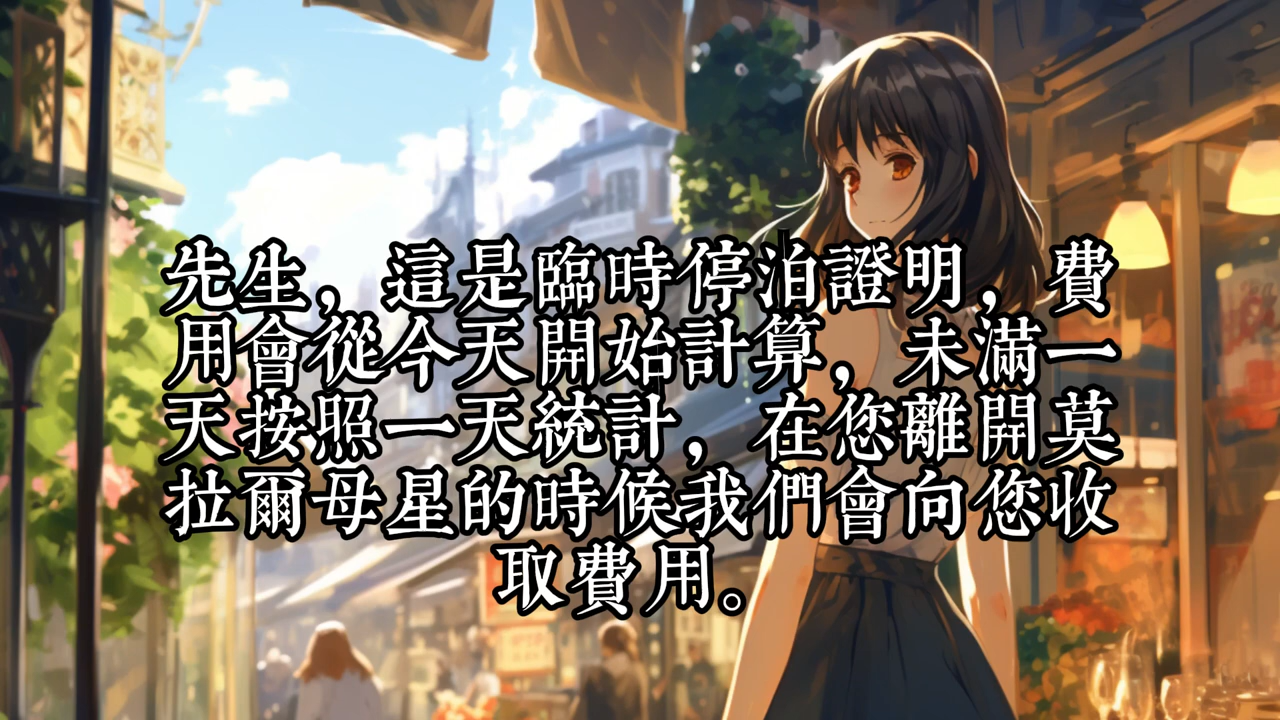 先生，這是臨時停泊證明，費
用會從今天開始計算，未滿一
天按照一天統計，在您離開莫
拉爾母星的時候我們會向您收
取費用。